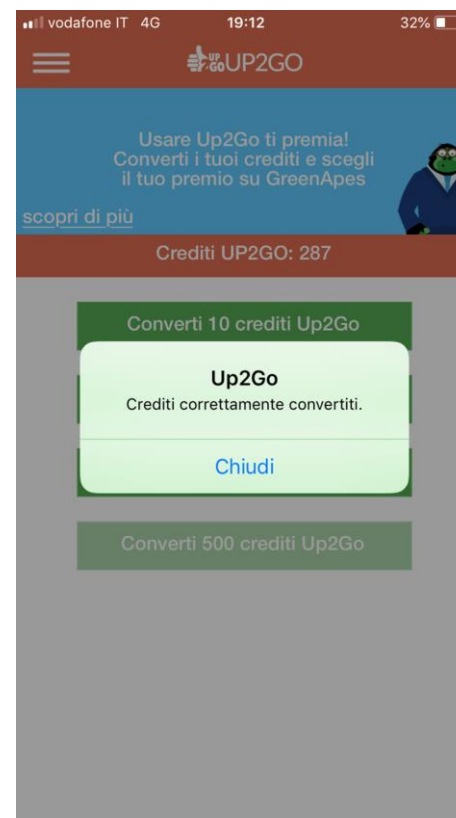 vodafone IT 4G 19:12 32%
UP GO UP2GO
Usare Up2Go ti premia!
Converti i tuoi crediti e scegli
il tuo premio su GreenApes
scopri di più
Crediti UP2GO: 287
Converti 10 crediti Up2Go
Up2Go
Crediti correttamente convertiti.
Chiudi
Converti 500 crediti Up2Go